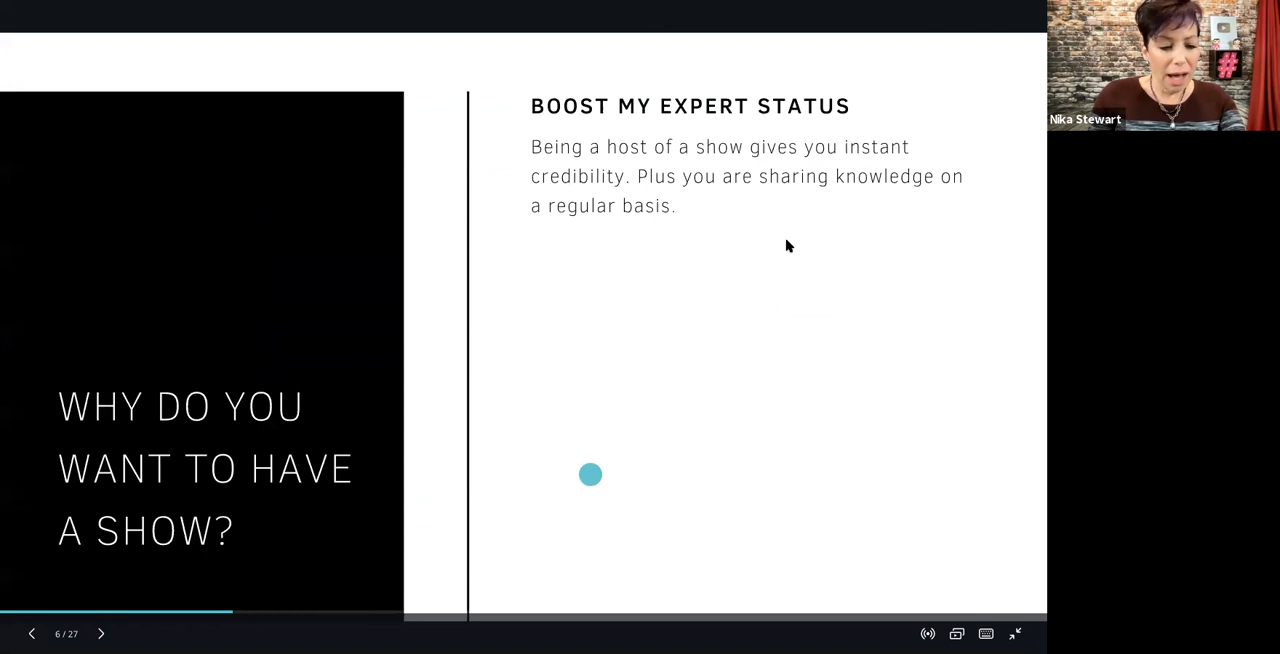 BOOST MY EXPERT STATUS
Being a host of a show gives you instant
credibility. Plus you are sharing knowledge on
a regular basis.
WHY DO YOU
WANT TO HAVE
A SHOW?
Nika Stewart
#
6 / 27